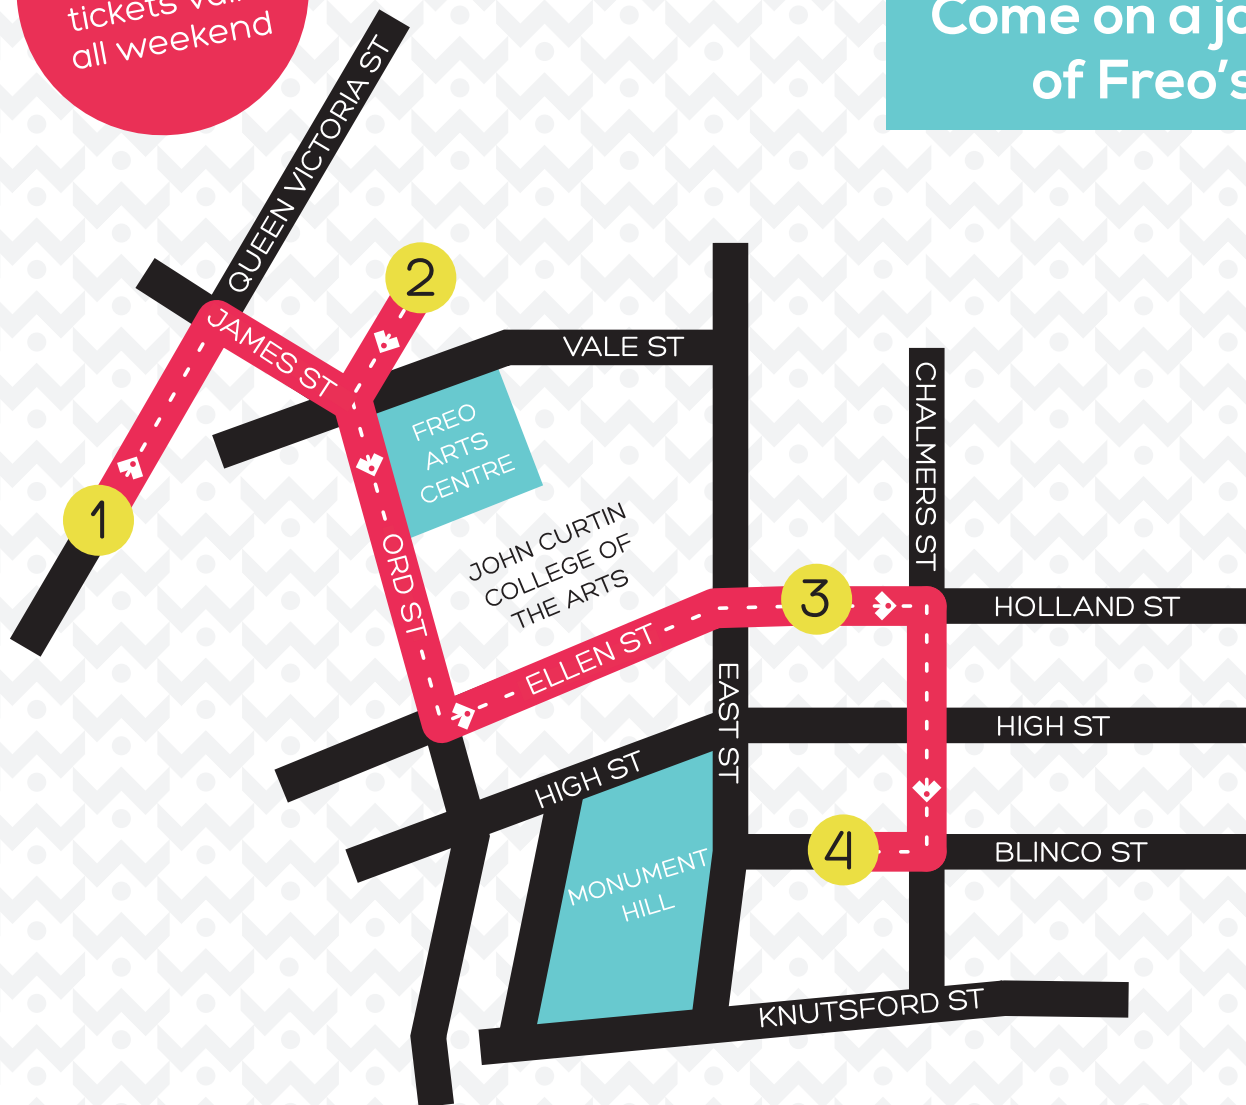 tickets
all weekend
Come on a
of Freo's
QUEEN VICTORIA ST
2
JAMES ST
VALE ST
CHALMERS ST
FREO
ARTS
CENTRE
1
JOHN CURTIN
COLLEGE OF
THE ARTS
ORD ST
3
HOLLAND ST
ELLEN ST
EAST ST
HIGH ST
HIGH ST
4
BLINCO ST
MONUMENT
HILL
KNUTSFORD ST